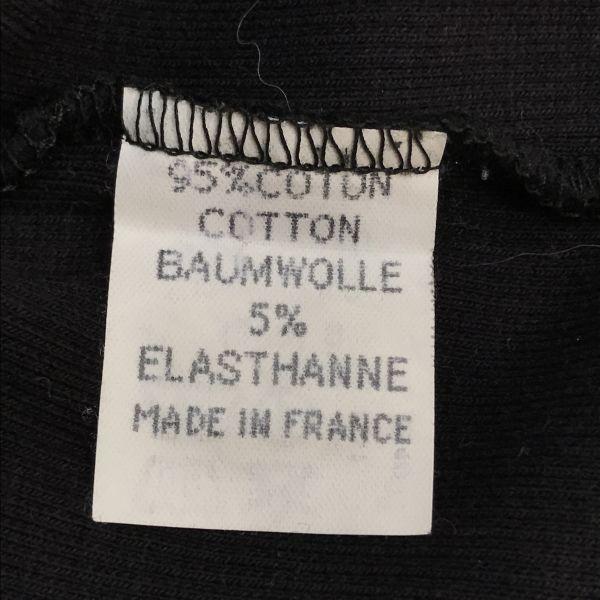 95%COTON
COTTON
BAUMWOLLE
5%
ELASTHANNE
MADE IN FRANCE